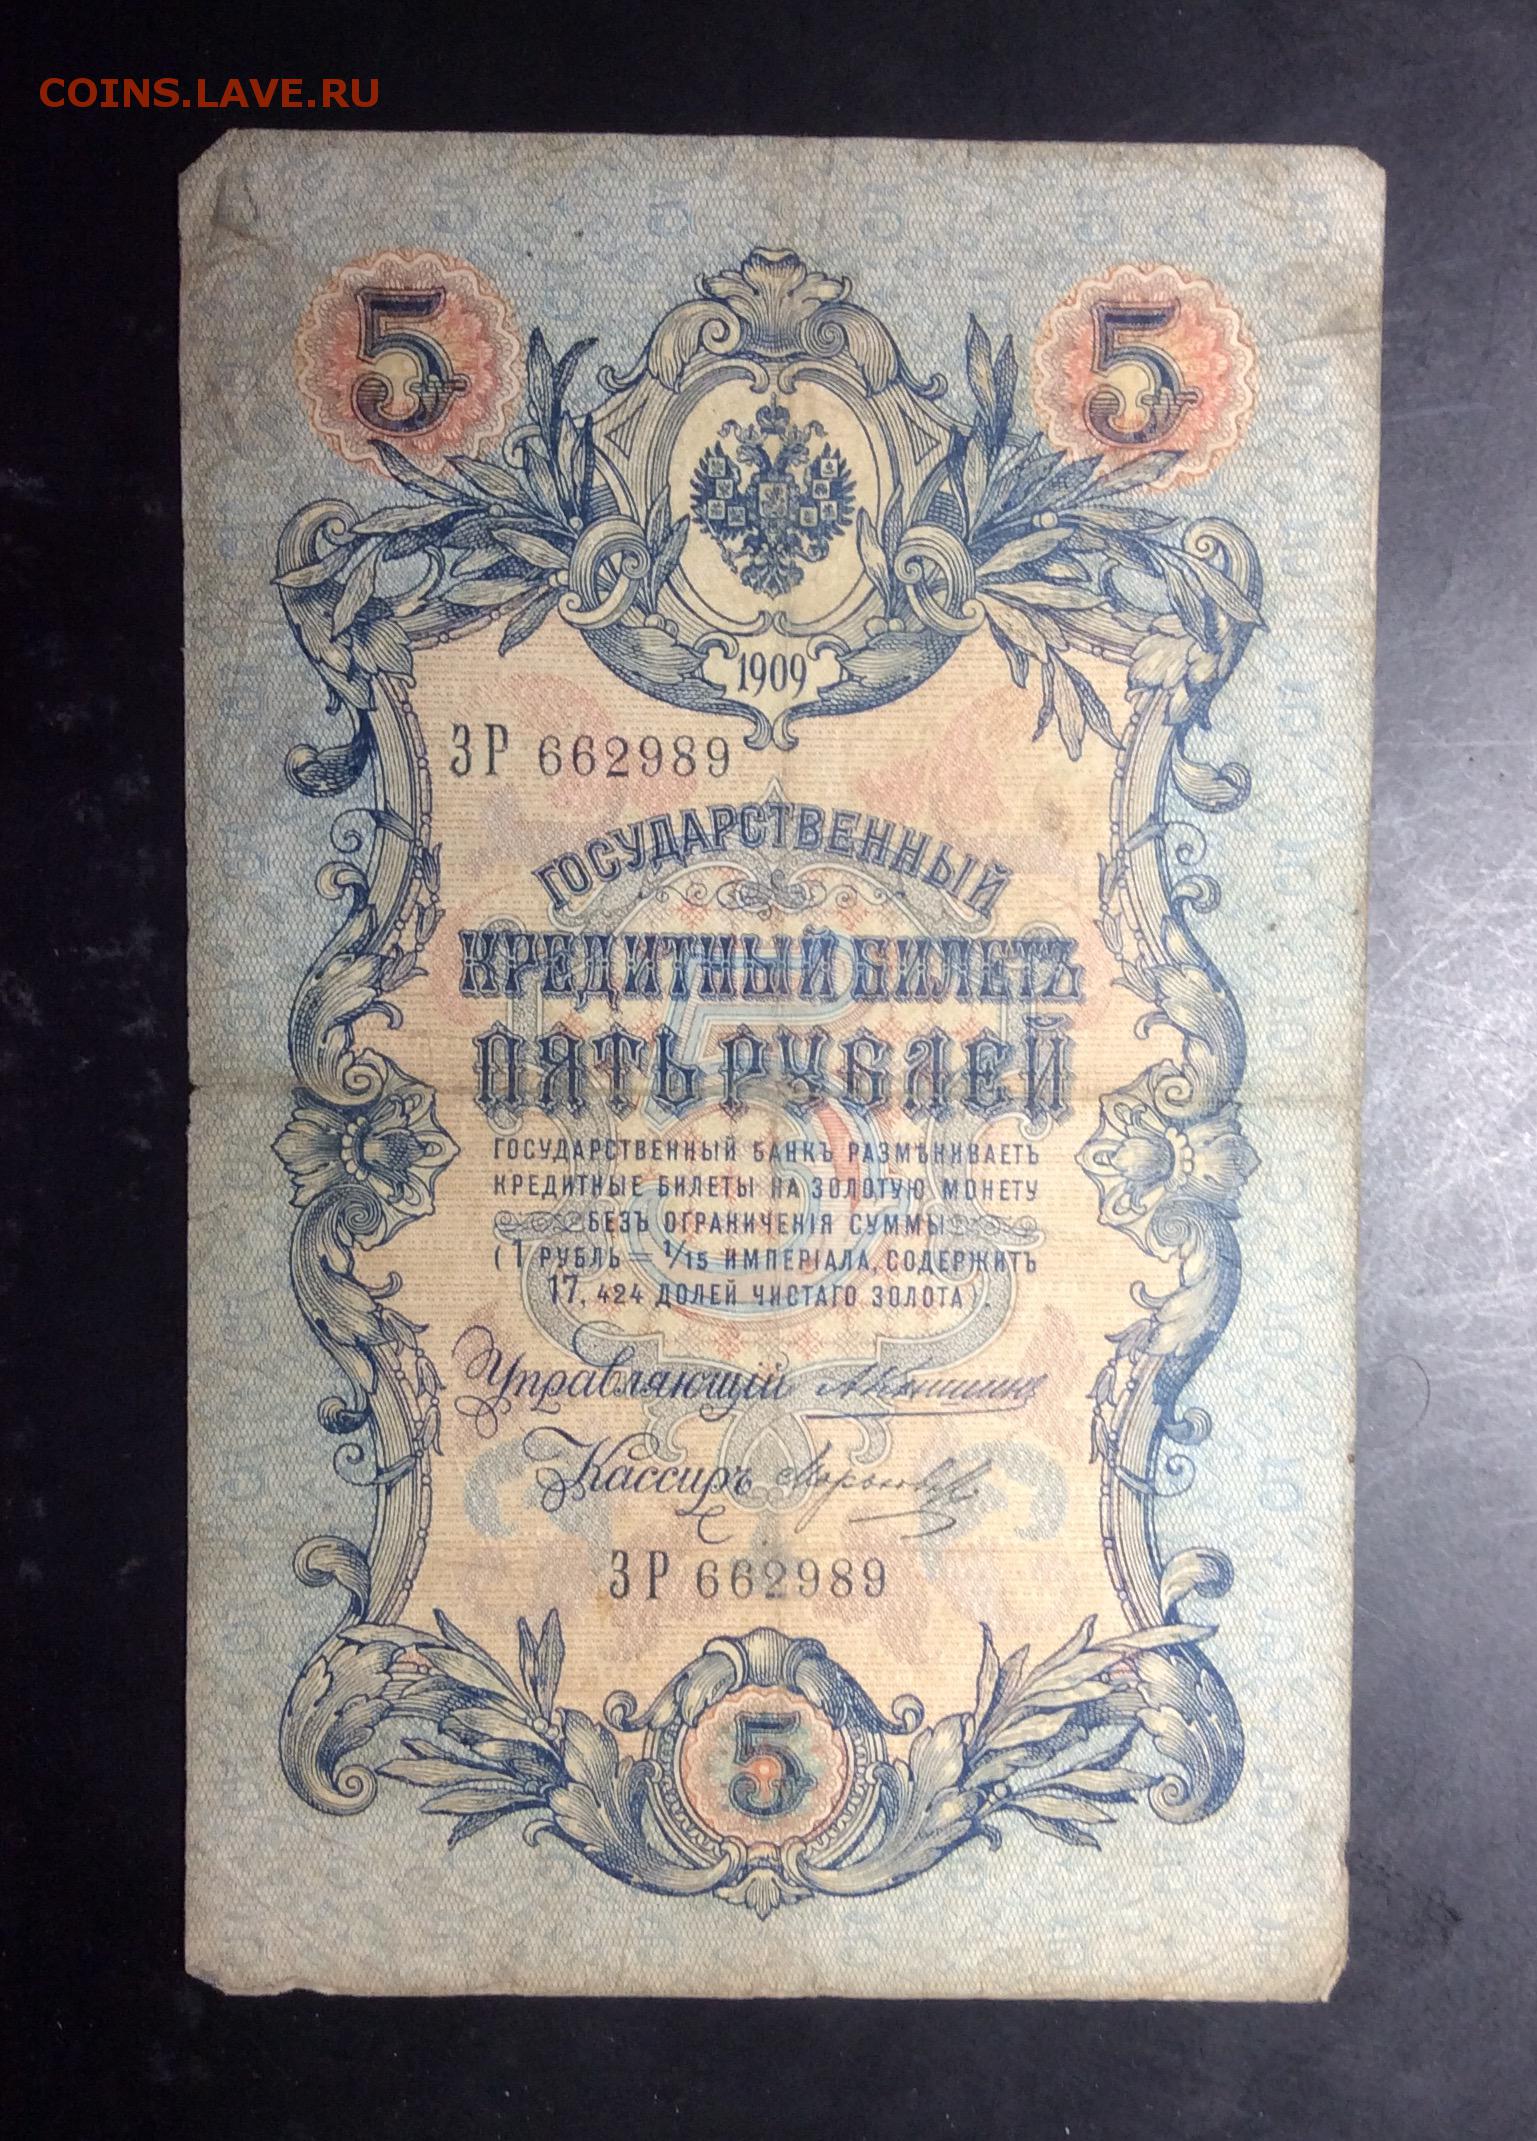 COINS.LAVE.RU
5 5
1909
ЗР 662989
ГОСУДАРСТВЕННЫЙ
КРЕДИТНЫЙ БИЛЕТЪ
5
ПЯТЬ РУБЛЕЙ
ГОСУДАРСТВЕННЫЙ БАНКЪ РАЗМѢНИВАЕТЪ
КРЕДИТНЫЕ БИЛЕТЫ НА ЗОЛОТУЮ МОНЕТУ
БЕЗЪ ОГРАНИЧЕНІЯ СУММЫ
(1 РУБЛЬ = 1/15 ИМПЕРІАЛА, СОДЕРЖИТЪ
17,424 ДОЛЕЙ ЧИСТАГО ЗОЛОТА).
Управляющій
Кассиръ
ЗР 662989
5